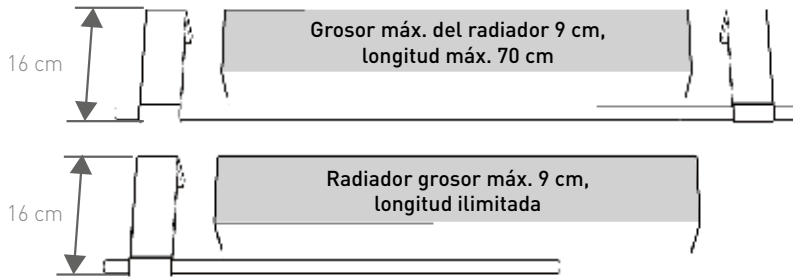 Grosor máx. del radiador 9 cm,
longitud máx. 70 cm
16 cm
Radiador grosor máx. 9 cm,
longitud ilimitada
16 cm